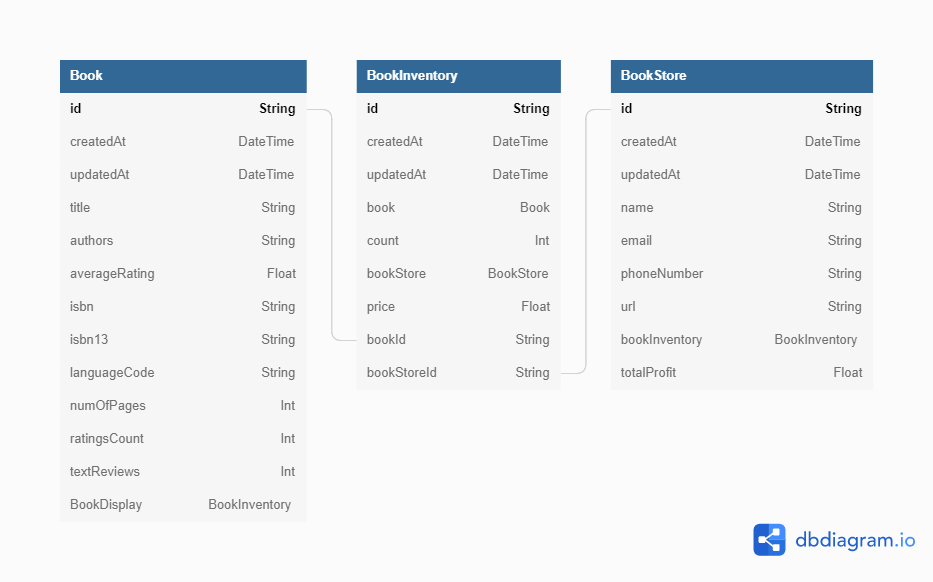 Book
id String
createdAt DateTime
updatedAt DateTime
title String
authors String
averageRating Float
isbn String
isbn13 String
languageCode String
numOfPages Int
ratingsCount Int
textReviews Int
BookDisplay BookInventory
BookInventory
id String
createdAt DateTime
updatedAt DateTime
book Book
count Int
bookStore BookStore
price Float
bookId String
bookStoreId String
BookStore
id String
createdAt DateTime
updatedAt DateTime
name String
email String
phoneNumber String
url String
bookInventory BookInventory
totalProfit Float
dbdiagram.io